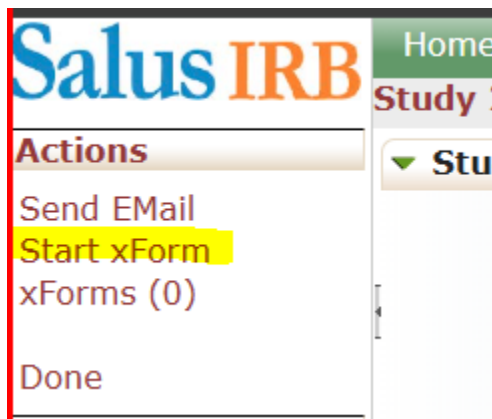 Salus IRB
Home
Study
Actions
Stu
Send EMail
Start xForm
xForms (0)
Done